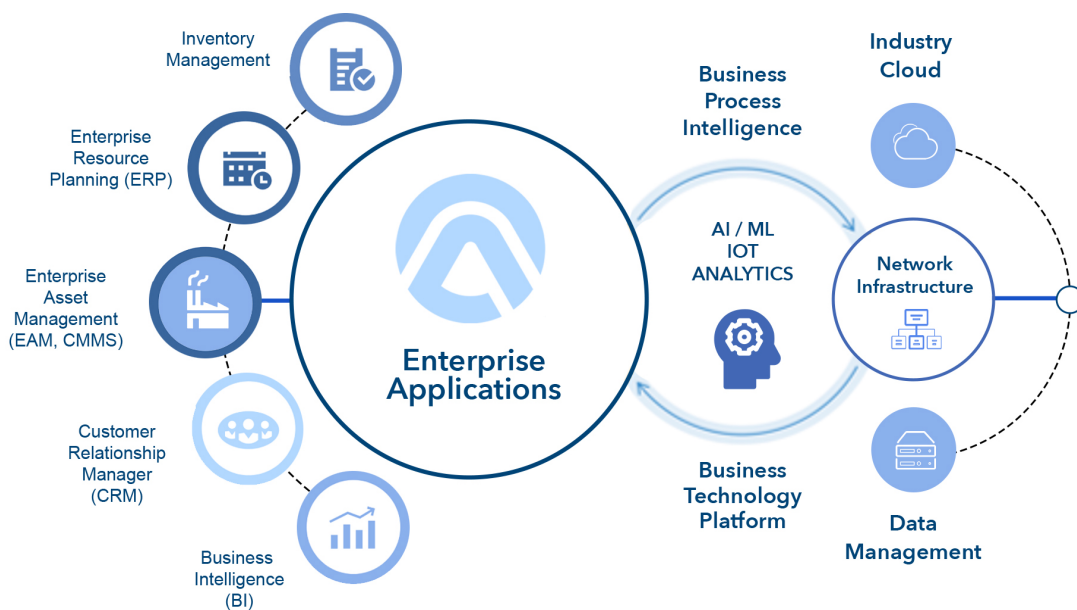 Inventory
Management
Enterprise
Resource
Planning (ERP)
Enterprise
Asset
Management
(EAM, CMMS)
Customer
Relationship
Manager
(CRM)
Business
Intelligence
(BI)
Enterprise
Applications
Business
Process
Intelligence
AI / ML
IOT
ANALYTICS
Business
Technology
Platform
Industry
Cloud
Network
Infrastructure
Data
Management